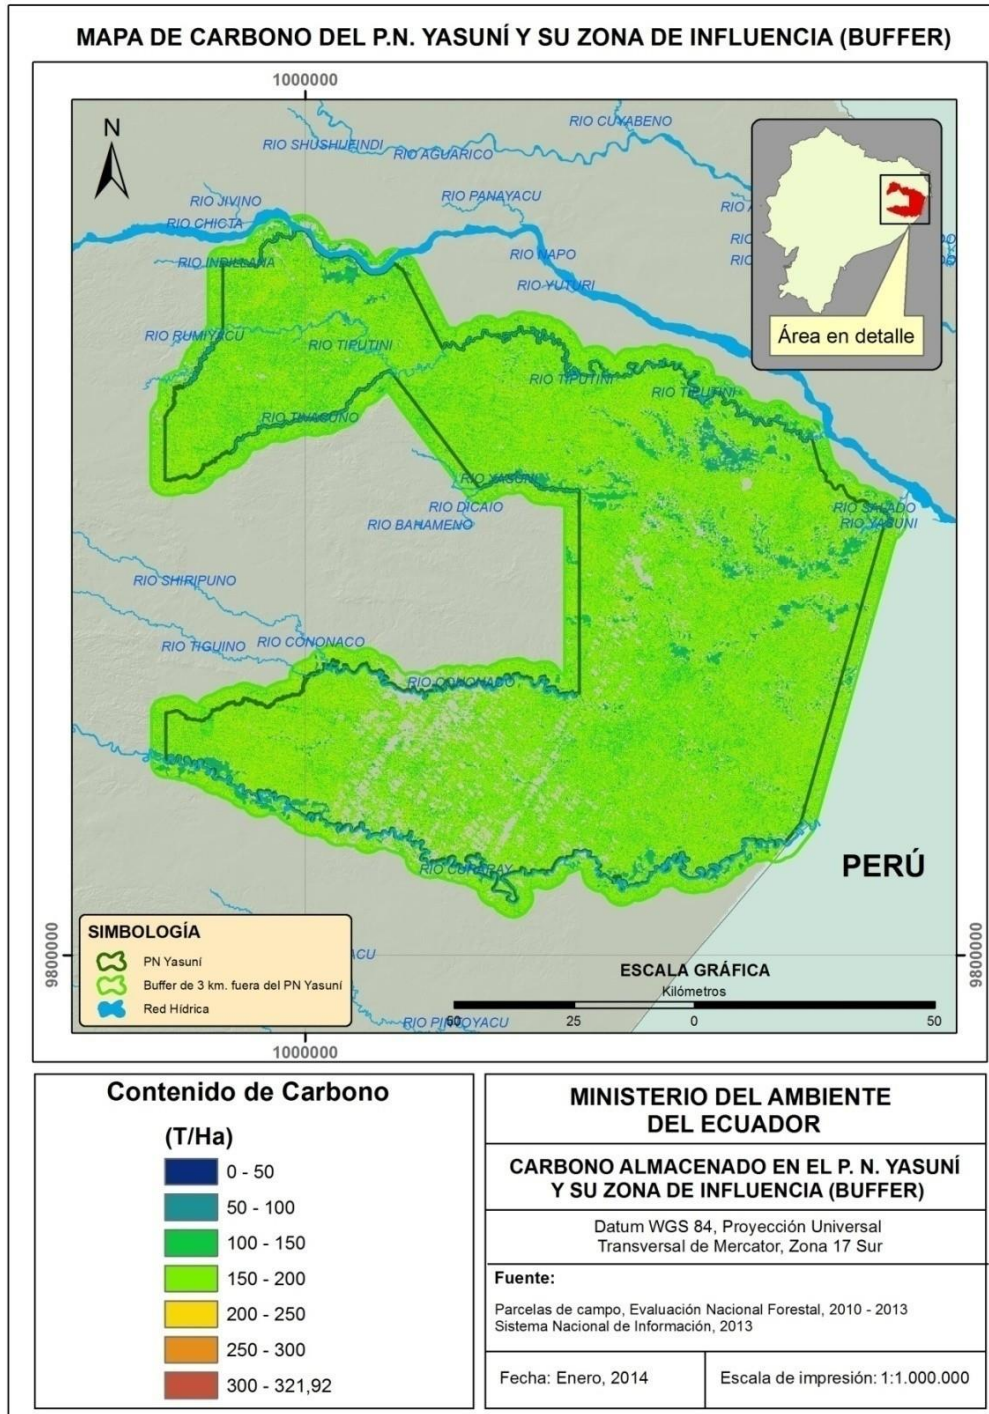 MAPA DE CARBONO DEL P.N. YASUNÍ Y SU ZONA DE INFLUENCIA (BUFFER)
1000000
N
RIO CUYABENO
RIO SHUSHUFINDI
RIO AGUARICO
RIO PANAYACU
RIO JIVINO
RIO CHICTA
RIO
RIO NAPO
RIO INDILLANA
RIO
RIO YUTURI
Área en detalle
RIO RUMIYACU
RIO TIPUTINI
RIO TIPUTINI
RIO TIPUTINI
RIO TIVACUNO
RIO YASUNI
RIO DICAIO
RIO SALADO
RIO BAHAMENO
RIO YASUNI
RIO SHIRIPUNO
RIO CONONACO
RIO TIGUINO
RIO CONONACO
RIO CURARAY
PERÚ
SIMBOLOGÍA
PN Yasuní
Buffer de 3 km. fuera del PN Yasuní
Red Hídrica
9800000
9800000
ESCALA GRÁFICA
Kilómetros
50 25 0 50
1000000
Contenido de Carbono
(T/Ha)
0 - 50
50 - 100
100 - 150
150 - 200
200 - 250
250 - 300
300 - 321,92
MINISTERIO DEL AMBIENTE
DEL ECUADOR
CARBONO ALMACENADO EN EL P. N. YASUNÍ
Y SU ZONA DE INFLUENCIA (BUFFER)
Datum WGS 84, Proyección Universal
Transversal de Mercator, Zona 17 Sur
Fuente:
Parcelas de campo, Evaluación Nacional Forestal, 2010 - 2013
Sistema Nacional de Información, 2013
Fecha: Enero, 2014
Escala de impresión: 1:1.000.000